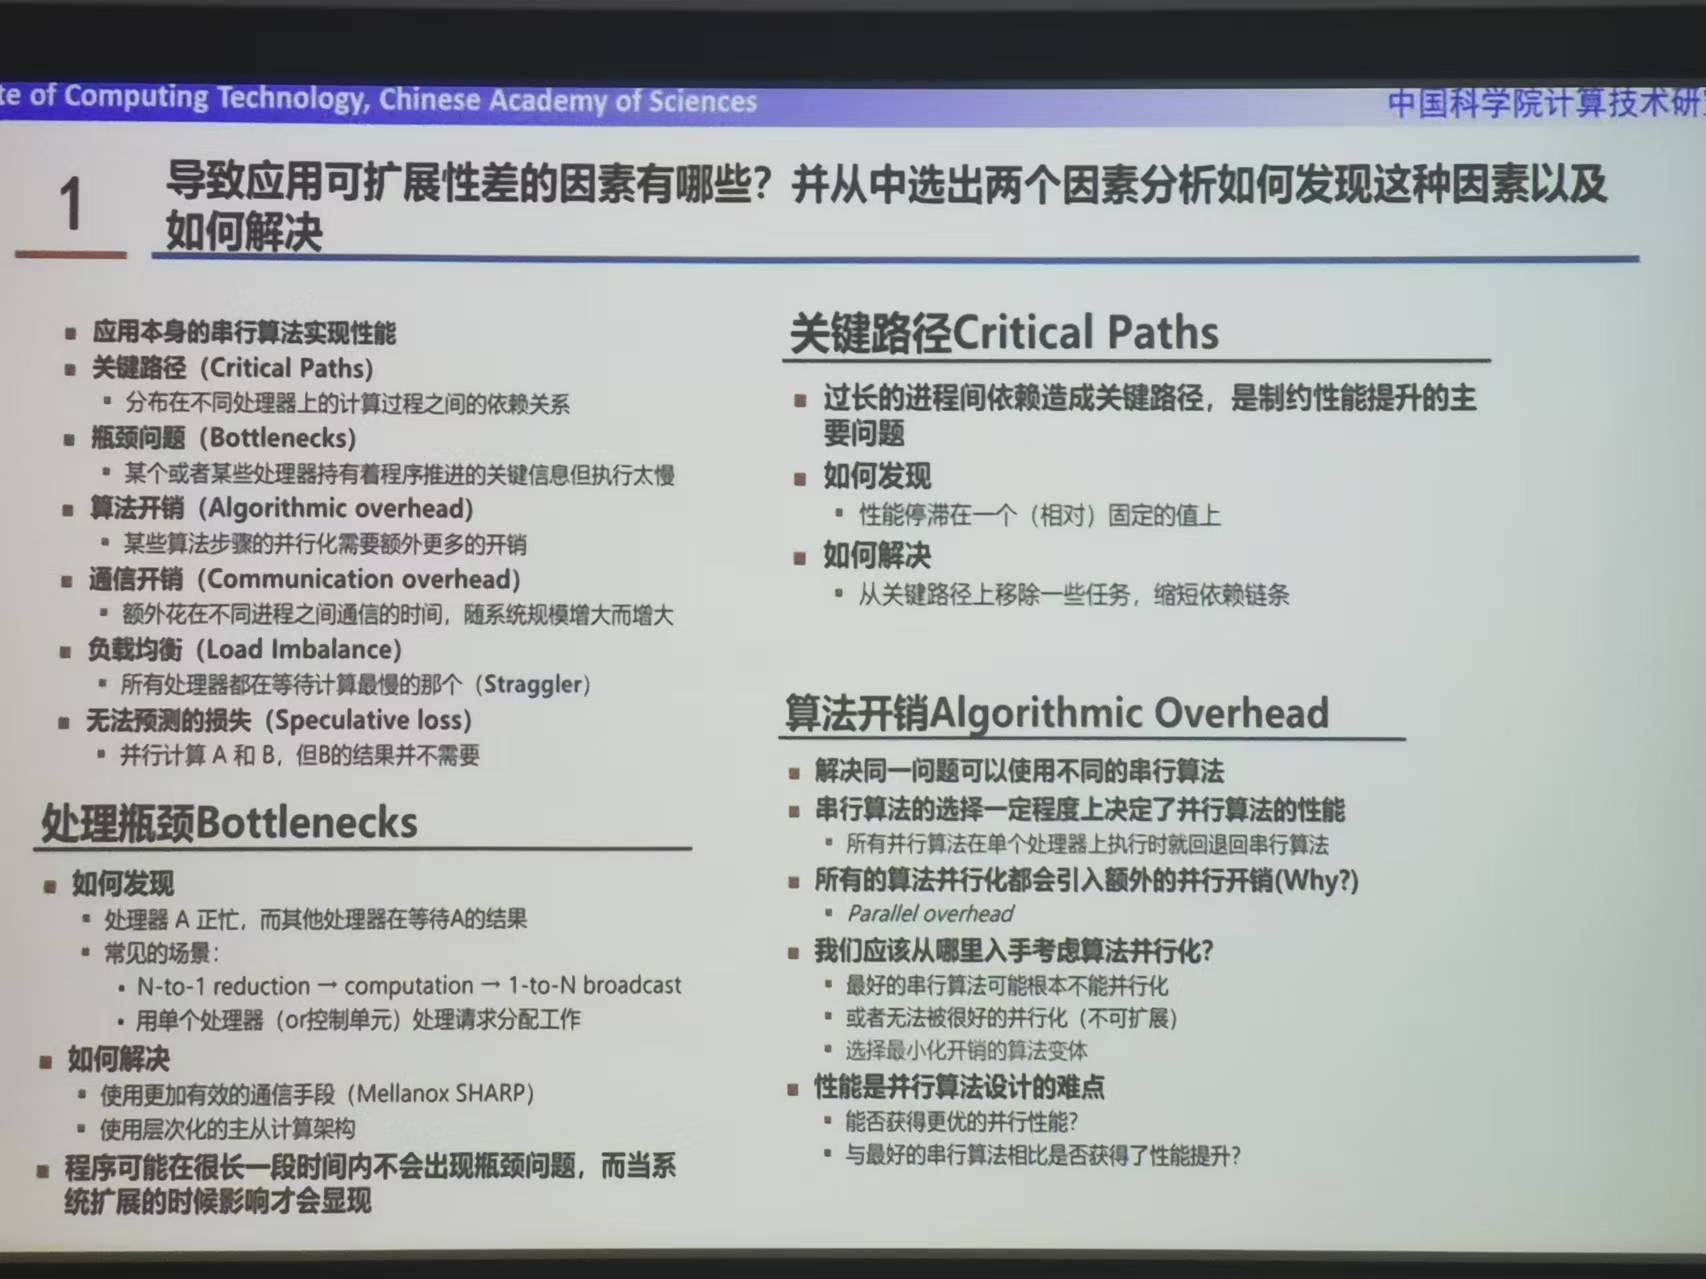 te of Computing Technology, Chinese Academy of Sciences
中国科学院计算技术研
1
导致应用可扩展性差的因素有哪些？并从中选出两个因素分析如何发现这种因素以及
如何解决
应用本身的串行算法实现性能
关键路径（Critical Paths）
分布在不同处理器上的计算过程之间的依赖关系
瓶颈问题（Bottlenecks）
某个或者某些处理器持有着程序推进的关键信息但执行太慢
算法开销（Algorithmic overhead）
某些算法步骤的并行化需要额外更多的开销
通信开销（Communication overhead）
额外花在不同进程之间通信的时间，随系统规模增大而增大
负载均衡（Load Imbalance）
所有处理器都在等待计算最慢的那个（Straggler）
无法预测的损失（Speculative loss）
并行计算 A 和 B，但B的结果并不需要
处理瓶颈Bottlenecks
如何发现
处理器 A 正忙，而其他处理器在等待A的结果
常见的场景：
N-to-1 reduction → computation → 1-to-N broadcast
用单个处理器（or控制单元）处理请求分配工作
如何解决
使用更加有效的通信手段（Mellanox SHARP）
使用层次化的主从计算架构
程序可能在很长一段时间内不会出现瓶颈问题，而当系
统扩展的时候影响才会显现
关键路径Critical Paths
过长的进程间依赖造成关键路径，是制约性能提升的主
要问题
如何发现
性能停滞在一个（相对）固定的值上
如何解决
从关键路径上移除一些任务，缩短依赖链条
算法开销Algorithmic Overhead
解决同一问题可以使用不同的串行算法
串行算法的选择一定程度上决定了并行算法的性能
所有并行算法在单个处理器上执行时就回退回串行算法
所有的算法并行化都会引入额外的并行开销(Why?)
Parallel overhead
我们应该从哪里入手考虑算法并行化？
最好的串行算法可能根本不能并行化
或者无法被很好的并行化（不可扩展）
选择最小化开销的算法变体
性能是并行算法设计的难点
能否获得更优的并行性能？
与最好的串行算法相比是否获得了性能提升？